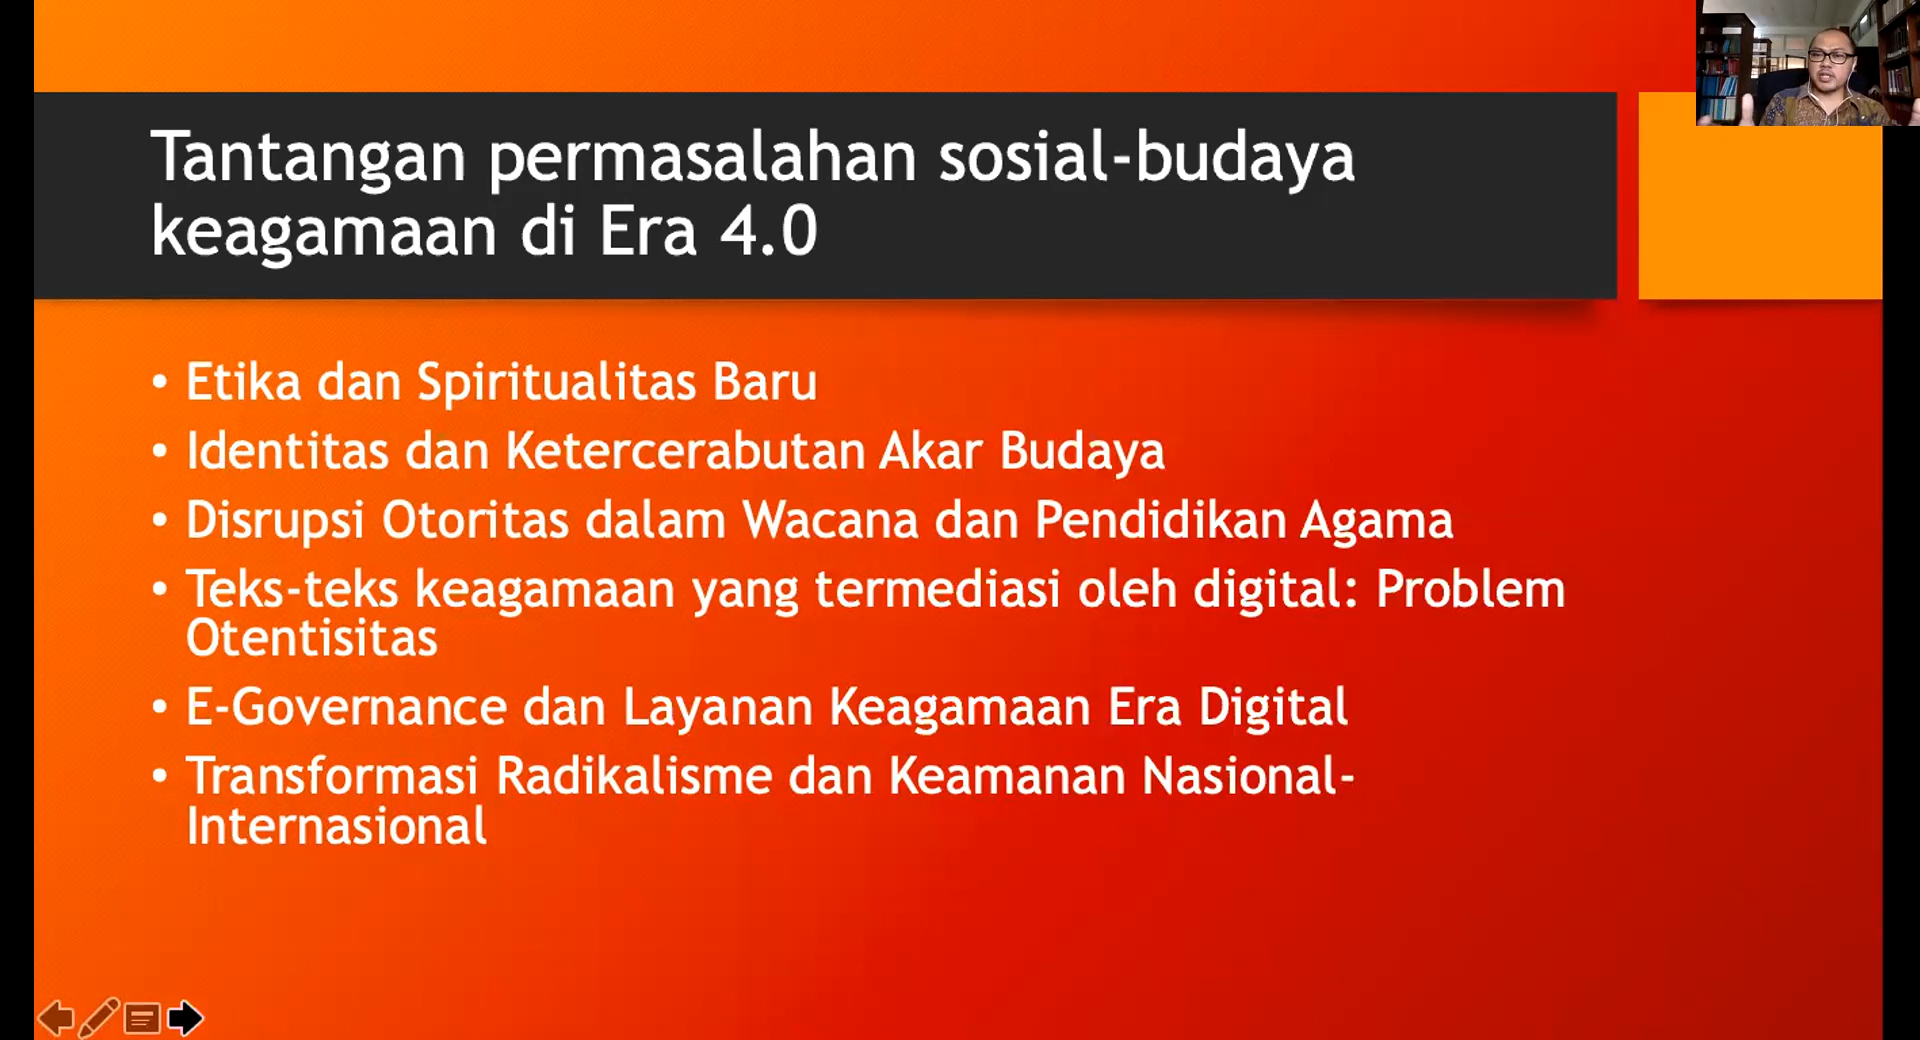 Tantangan permasalahan sosial-budaya
keagamaan di Era 4.0
• Etika dan Spiritualitas Baru
• Identitas dan Ketercerabutan Akar Budaya
• Disrupsi Otoritas dalam Wacana dan Pendidikan Agama
• Teks-teks keagamaan yang termediasi oleh digital: Problem
Otentisitas
• E-Governance dan Layanan Keagamaan Era Digital
• Transformasi Radikalisme dan Keamanan Nasional-
Internasional